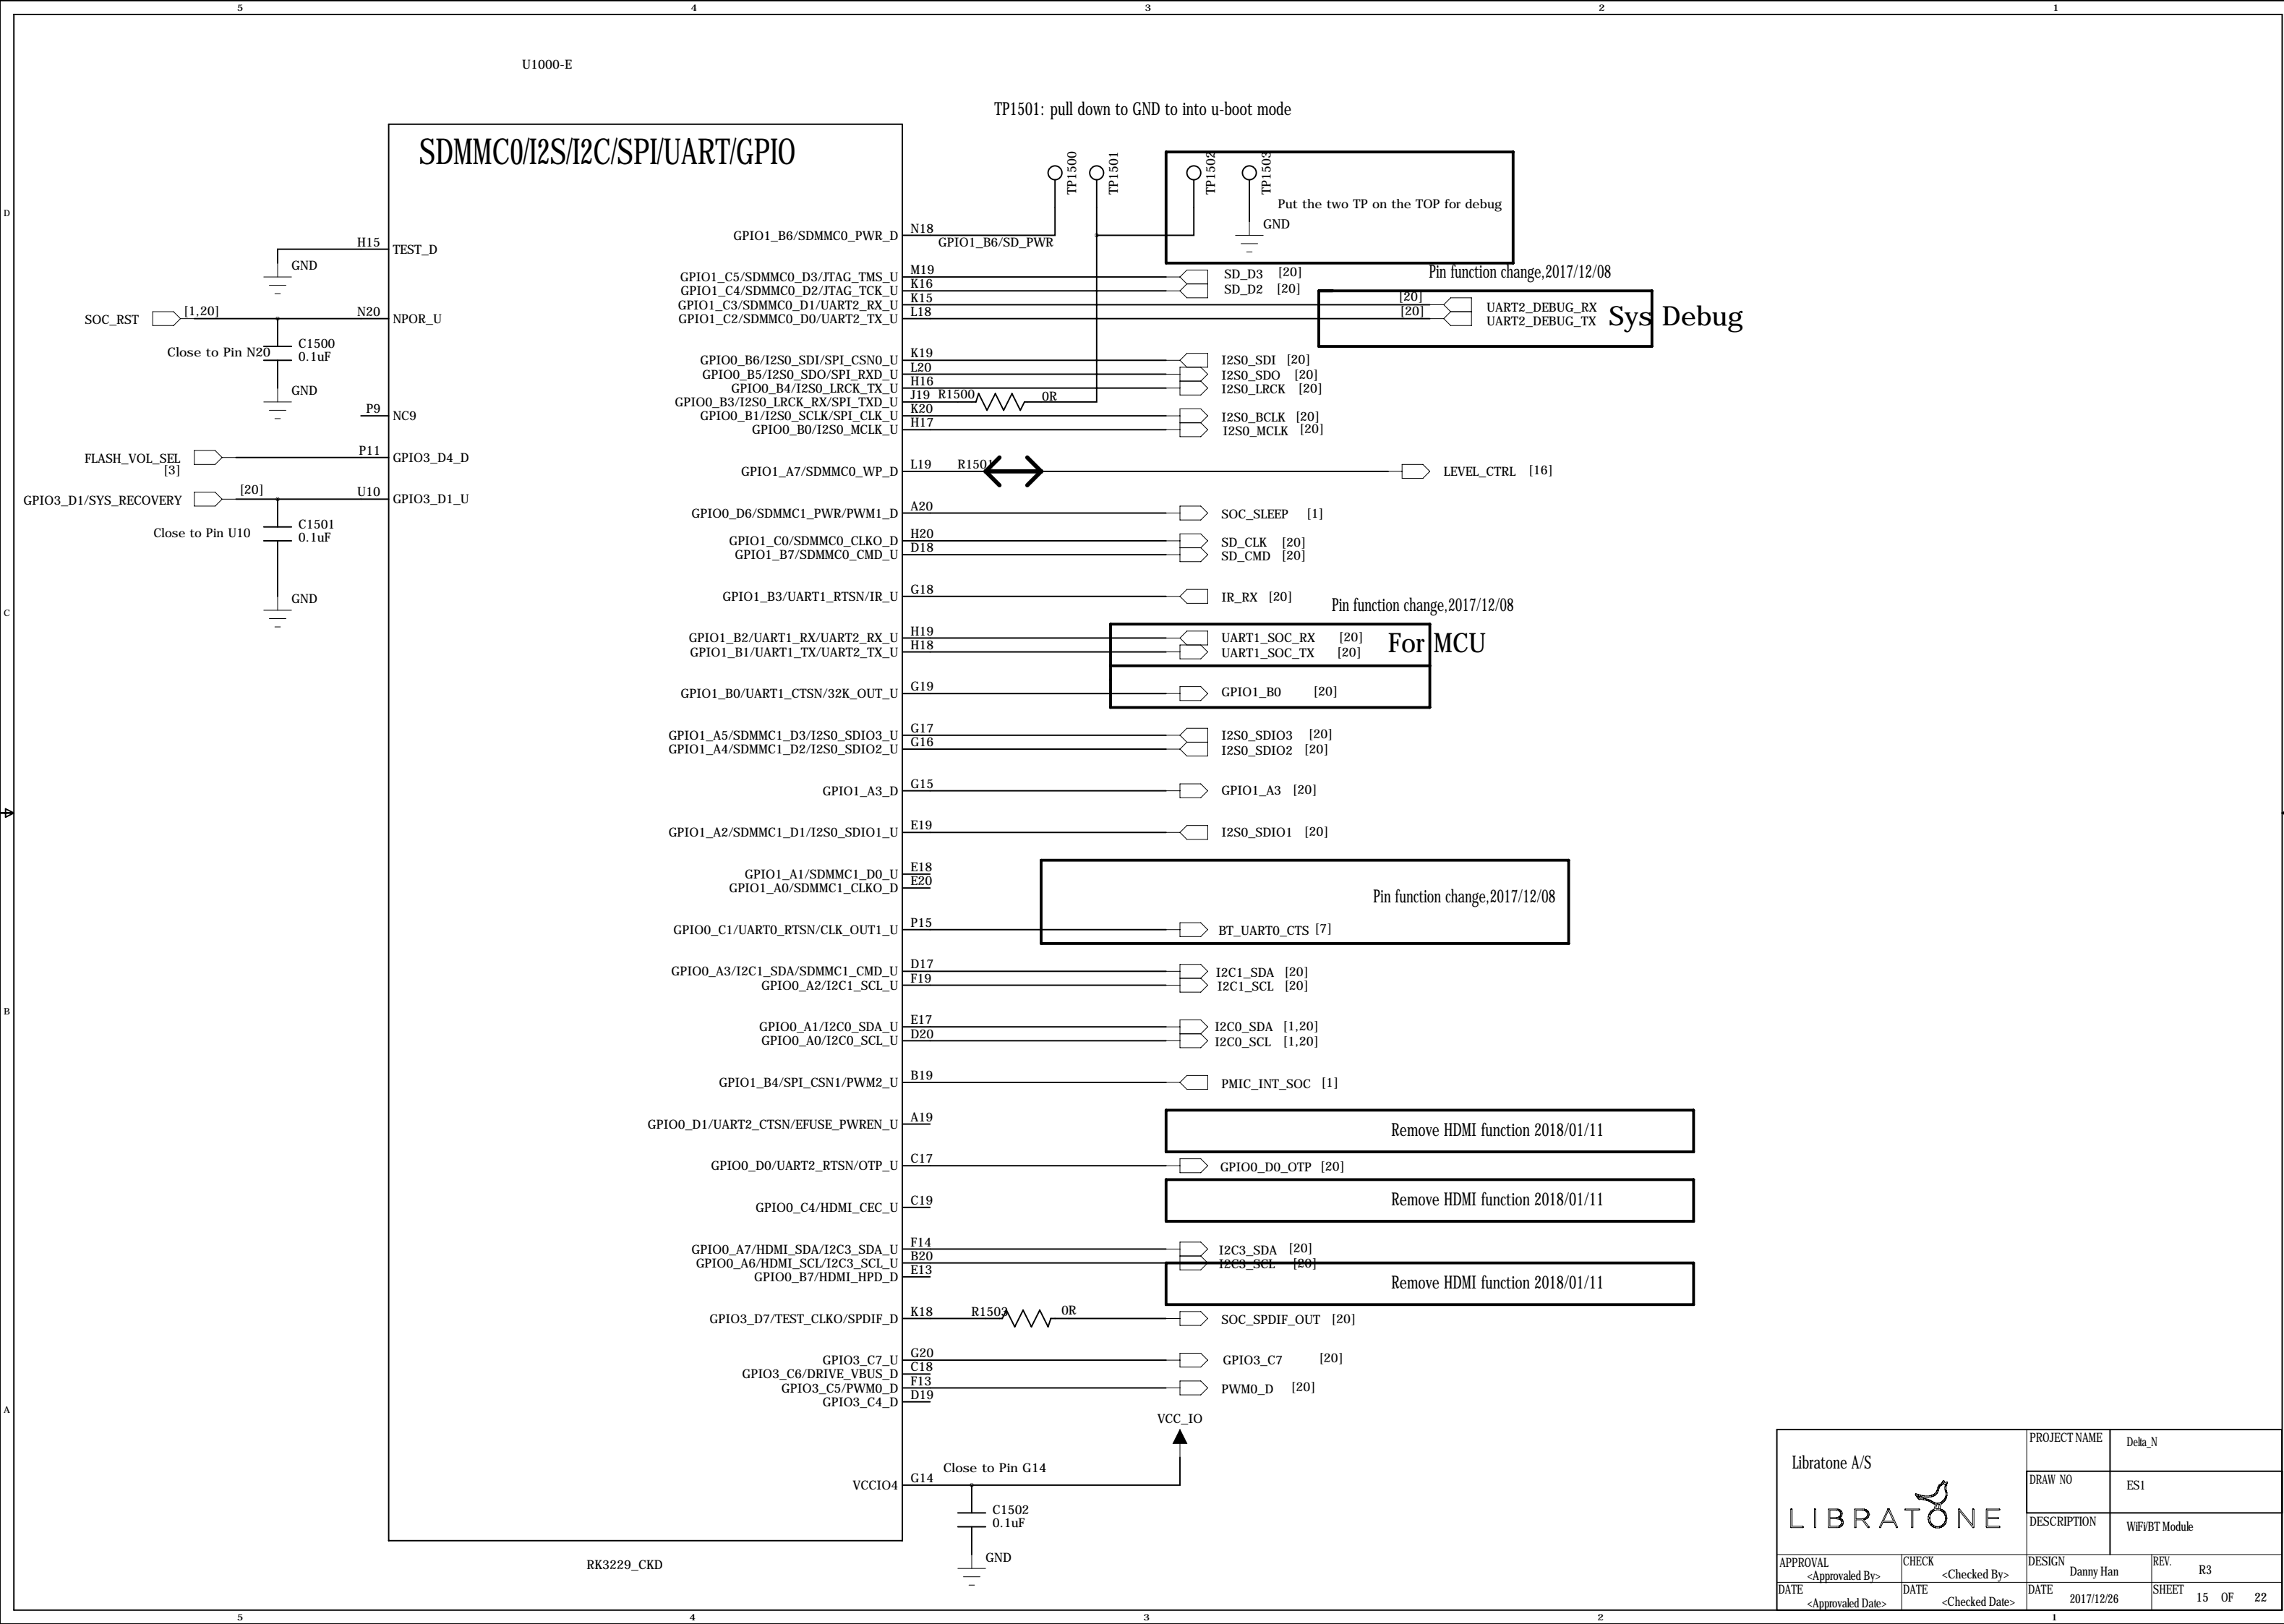 5 4 3 2 1
U1000-E
TP1501: pull down to GND to into u-boot mode
SDMMC0/I2S/I2C/SPI/UART/GPIO
TP1500
TP1501
TP1502
TP1503
Put the two TP on the TOP for debug
GND
D
C
B
A
H15 TEST_D
GND
SOC_RST [1,20] N20 NPOR_U
Close to Pin N20
C1500
0.1uF
GND
P9 NC9
FLASH_VOL_SEL
[3]
P11 GPIO3_D4_D
GPIO3_D1/SYS_RECOVERY [20] U10 GPIO3_D1_U
Close to Pin U10
C1501
0.1uF
GND
GPIO1_B6/SDMMC0_PWR_D N18 GPIO1_B6/SD_PWR
GPIO1_C5/SDMMC0_D3/JTAG_TMS_U M19 SD_D3 [20]
GPIO1_C4/SDMMC0_D2/JTAG_TCK_U K16 SD_D2 [20]
Pin function change,2017/12/08
GPIO1_C3/SDMMC0_D1/UART2_RX_U K15 [20] UART2_DEBUG_RX
GPIO1_C2/SDMMC0_D0/UART2_TX_U L18 [20] UART2_DEBUG_TX
Sys Debug
GPIO0_B6/I2S0_SDI/SPI_CSN0_U K19 I2S0_SDI [20]
GPIO0_B5/I2S0_SDO/SPI_RXD_U L20 I2S0_SDO [20]
GPIO0_B4/I2S0_LRCK_TX_U H16 I2S0_LRCK [20]
GPIO0_B3/I2S0_LRCK_RX/SPI_TXD_U J19 R1500 0R
GPIO0_B1/I2S0_SCLK/SPI_CLK_U K20 I2S0_BCLK [20]
GPIO0_B0/I2S0_MCLK_U H17 I2S0_MCLK [20]
GPIO1_A7/SDMMC0_WP_D L19 R1501 LEVEL_CTRL [16]
GPIO0_D6/SDMMC1_PWR/PWM1_D A20 SOC_SLEEP [1]
GPIO1_C0/SDMMC0_CLKO_D H20 SD_CLK [20]
GPIO1_B7/SDMMC0_CMD_U D18 SD_CMD [20]
GPIO1_B3/UART1_RTSN/IR_U G18 IR_RX [20]
Pin function change,2017/12/08
GPIO1_B2/UART1_RX/UART2_RX_U H19 UART1_SOC_RX [20]
GPIO1_B1/UART1_TX/UART2_TX_U H18 UART1_SOC_TX [20]
For MCU
GPIO1_B0/UART1_CTSN/32K_OUT_U G19 GPIO1_B0 [20]
GPIO1_A5/SDMMC1_D3/I2S0_SDIO3_U G17 I2S0_SDIO3 [20]
GPIO1_A4/SDMMC1_D2/I2S0_SDIO2_U G16 I2S0_SDIO2 [20]
GPIO1_A3_D G15 GPIO1_A3 [20]
GPIO1_A2/SDMMC1_D1/I2S0_SDIO1_U E19 I2S0_SDIO1 [20]
GPIO1_A1/SDMMC1_D0_U E18
GPIO1_A0/SDMMC1_CLKO_D E20
Pin function change,2017/12/08
GPIO0_C1/UART0_RTSN/CLK_OUT1_U P15 BT_UART0_CTS [7]
GPIO0_A3/I2C1_SDA/SDMMC1_CMD_U D17 I2C1_SDA [20]
GPIO0_A2/I2C1_SCL_U F19 I2C1_SCL [20]
GPIO0_A1/I2C0_SDA_U E17 I2C0_SDA [1,20]
GPIO0_A0/I2C0_SCL_U D20 I2C0_SCL [1,20]
GPIO1_B4/SPI_CSN1/PWM2_U B19 PMIC_INT_SOC [1]
GPIO0_D1/UART2_CTSN/EFUSE_PWREN_U A19
Remove HDMI function 2018/01/11
GPIO0_D0/UART2_RTSN/OTP_U C17 GPIO0_D0_OTP [20]
GPIO0_C4/HDMI_CEC_U C19
Remove HDMI function 2018/01/11
GPIO0_A7/HDMI_SDA/I2C3_SDA_U F14 I2C3_SDA [20]
GPIO0_A6/HDMI_SCL/I2C3_SCL_U B20 I2C3_SCL [20]
GPIO0_B7/HDMI_HPD_D E13
Remove HDMI function 2018/01/11
GPIO3_D7/TEST_CLKO/SPDIF_D K18 R1503 0R SOC_SPDIF_OUT [20]
GPIO3_C7_U G20 GPIO3_C7 [20]
GPIO3_C6/DRIVE_VBUS_D C18
GPIO3_C5/PWM0_D F13 PWM0_D [20]
GPIO3_C4_D D19
VCC_IO
Close to Pin G14
VCCIO4 G14
C1502
0.1uF
GND
RK3229_CKD
Libratone A/S
LIBRATONE
PROJECT NAME Delta_N
DRAW NO ES1
DESCRIPTION WiFi/BT Module
APPROVAL <Approvaled By> CHECK <Checked By> DESIGN Danny Han REV. R3
DATE <Approvaled Date> DATE <Checked Date> DATE 2017/12/26 SHEET 15 OF 22
5 4 3 2 1